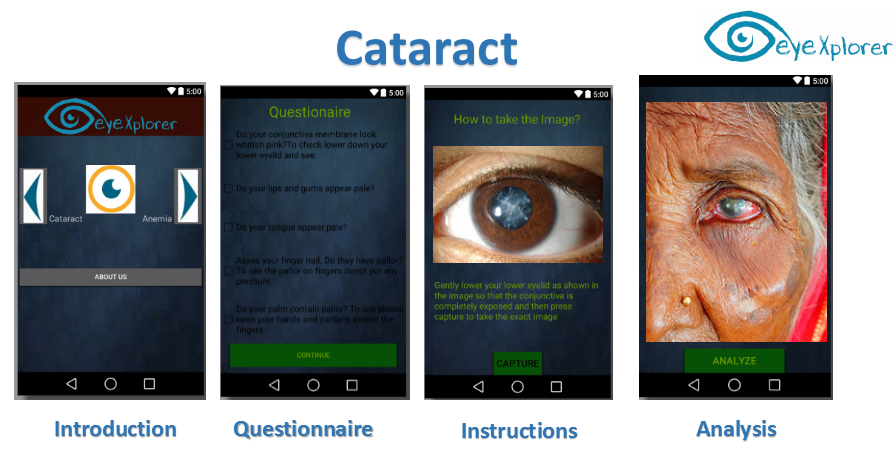 Cataract
eyeXplorer
5:00
eyeXplorer
Cataract
Anemia
ABOUT US
5:00
Questionaire
Do your conjunctiva membrane look
whitish pink?To check lower down your
lower eyelid and see.
Do your lips and gums appear pale?
Do your tongue appear pale?
Asses your finger nail. Do they have pallor?
To see the pallor on fingers donot put any
pressure.
Do your palm contain pallor? To see please
open your hands and partially extend the
fingers.
CONTINUE
5:00
How to take the Image?
Gently lower your lower eyelid as shown in
the image so that the conjunctiva is
completely exposed and then press
capture to take the exact image
CAPTURE
5:00
ANALYZE
Introduction
Questionnaire
Instructions
Analysis